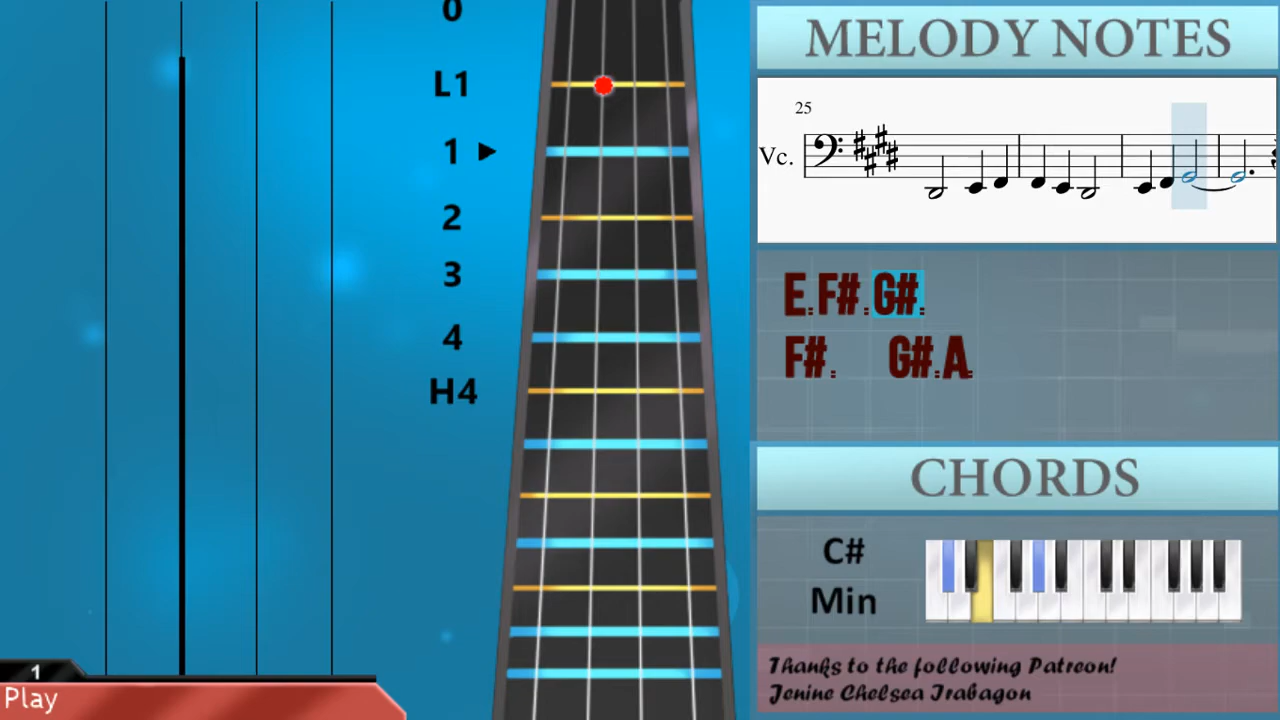 0
L1
1
2
3
4
H4
1
Play
MELODY NOTES
25
Vc.
E.F#.G#.
F#. G#.A.
CHORDS
C#
Min
Thanks to the following Patreon!
Jenine Chelsea Irabagon